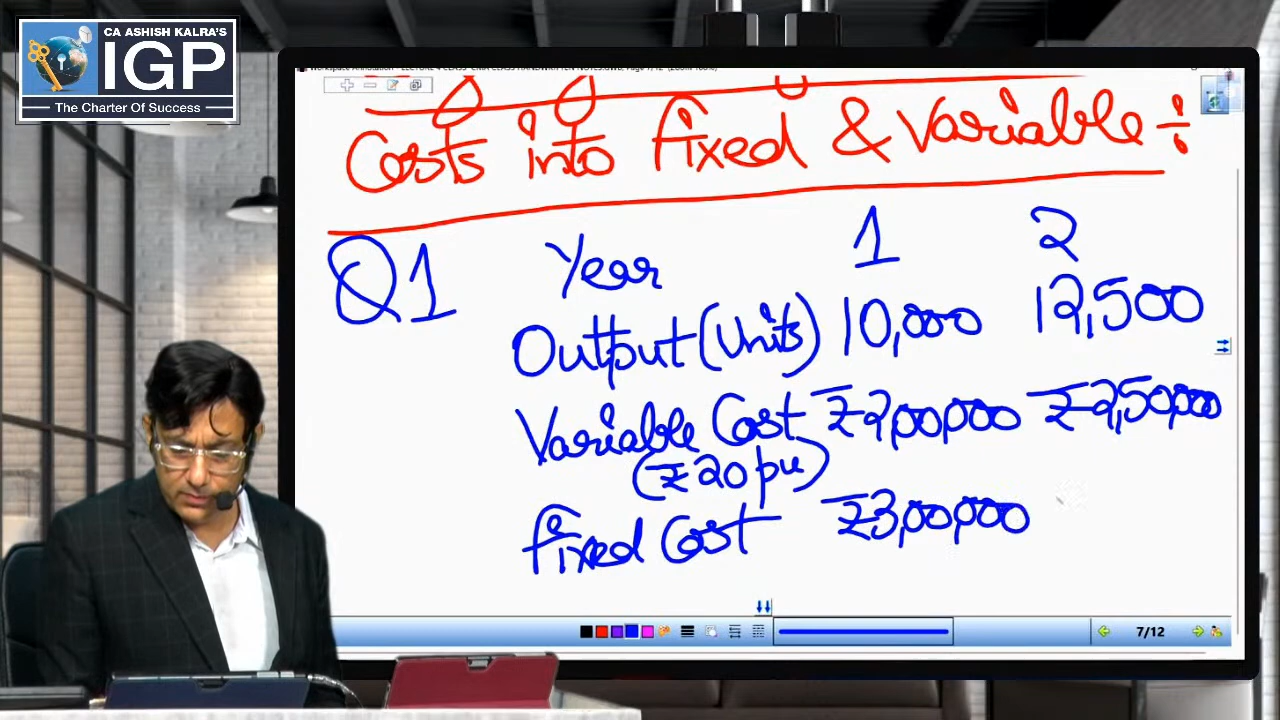 CA ASHISH KALRA'S
IGP
The Charter Of Success
Costs into fixed & Variable ÷
Q1 Year 1 2
Output (Units) 10,000 12,500
Variable Cost ₹2,00,000 ₹2,50,000
(₹20 pu)
fixed Cost ₹3,00,000
7/12